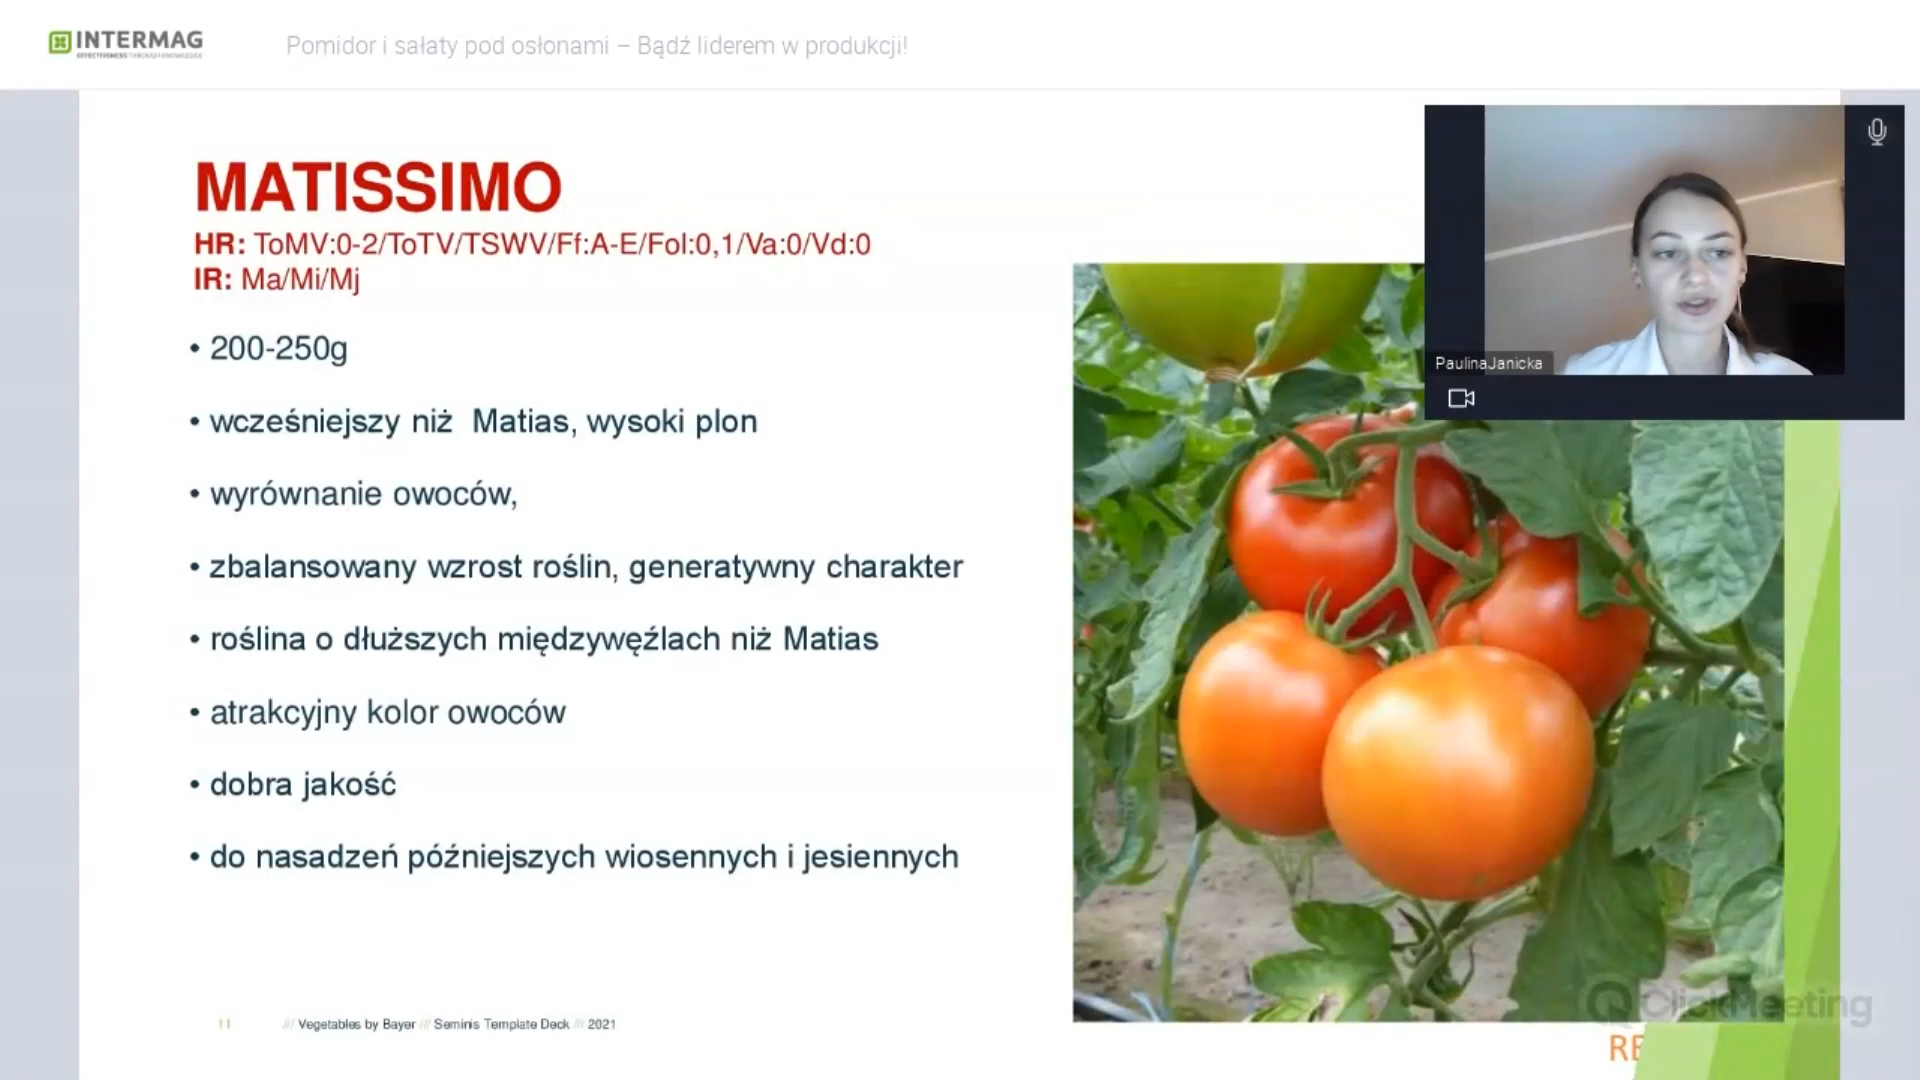 INTERMAG
EFFECTIVENESS THROUGH KNOWLEDGE
Pomidor i sałaty pod osłonami – Bądź liderem w produkcji!
MATISSIMO
HR: ToMV:0-2/ToTV/TSWV/Ff:A-E/Fol:0,1/Va:0/Vd:0
IR: Ma/Mi/Mj
• 200-250g
• wcześniejszy niż  Matias, wysoki plon
• wyrównanie owoców,
• zbalansowany wzrost roślin, generatywny charakter
• roślina o dłuższych międzywęźlach niż Matias
• atrakcyjny kolor owoców
• dobra jakość
• do nasadzeń późniejszych wiosennych i jesiennych
PaulinaJanicka
11 /// Vegetables by Bayer /// Seminis Template Deck /// 2021
ClickMeeting